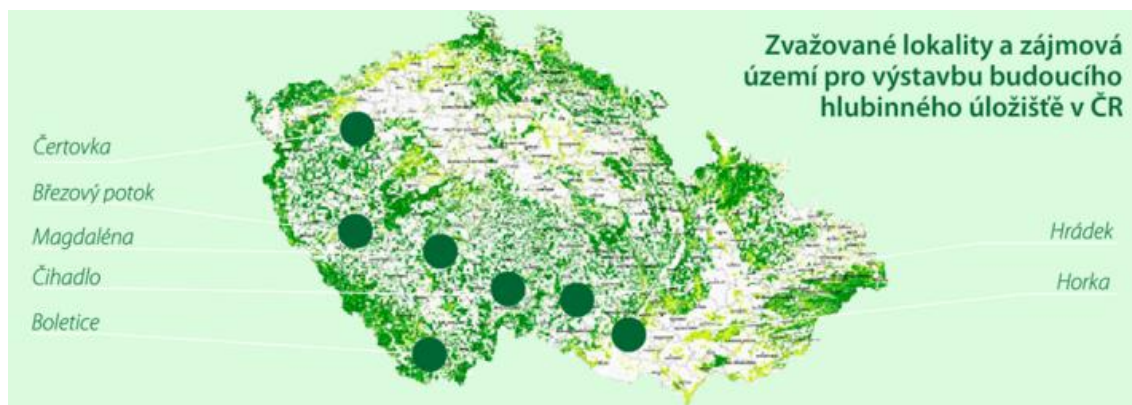 Zvažované lokality a zájmová
území pro výstavbu budoucího
hlubinného úložiště v ČR
Čertovka
Březový potok
Magdaléna
Čihadlo
Boletice
Hrádek
Horka